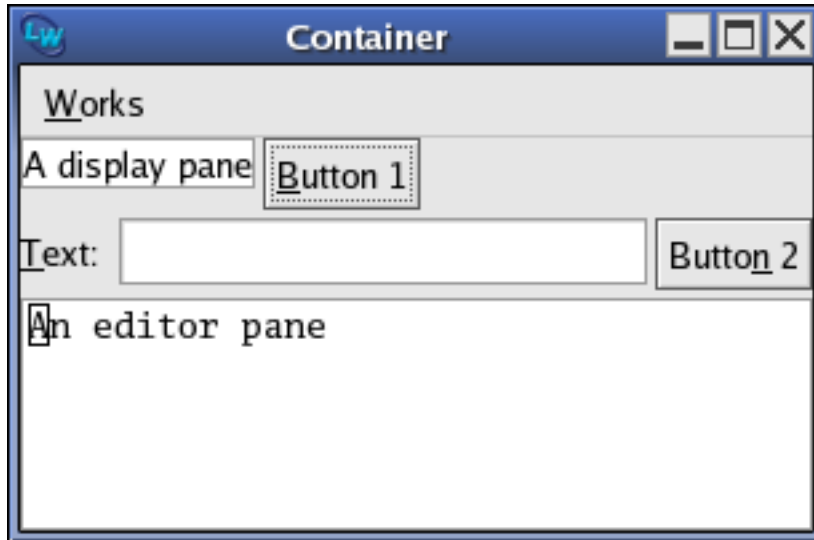 LW Container
Works
A display pane Button 1
Text: Button 2
An editor pane